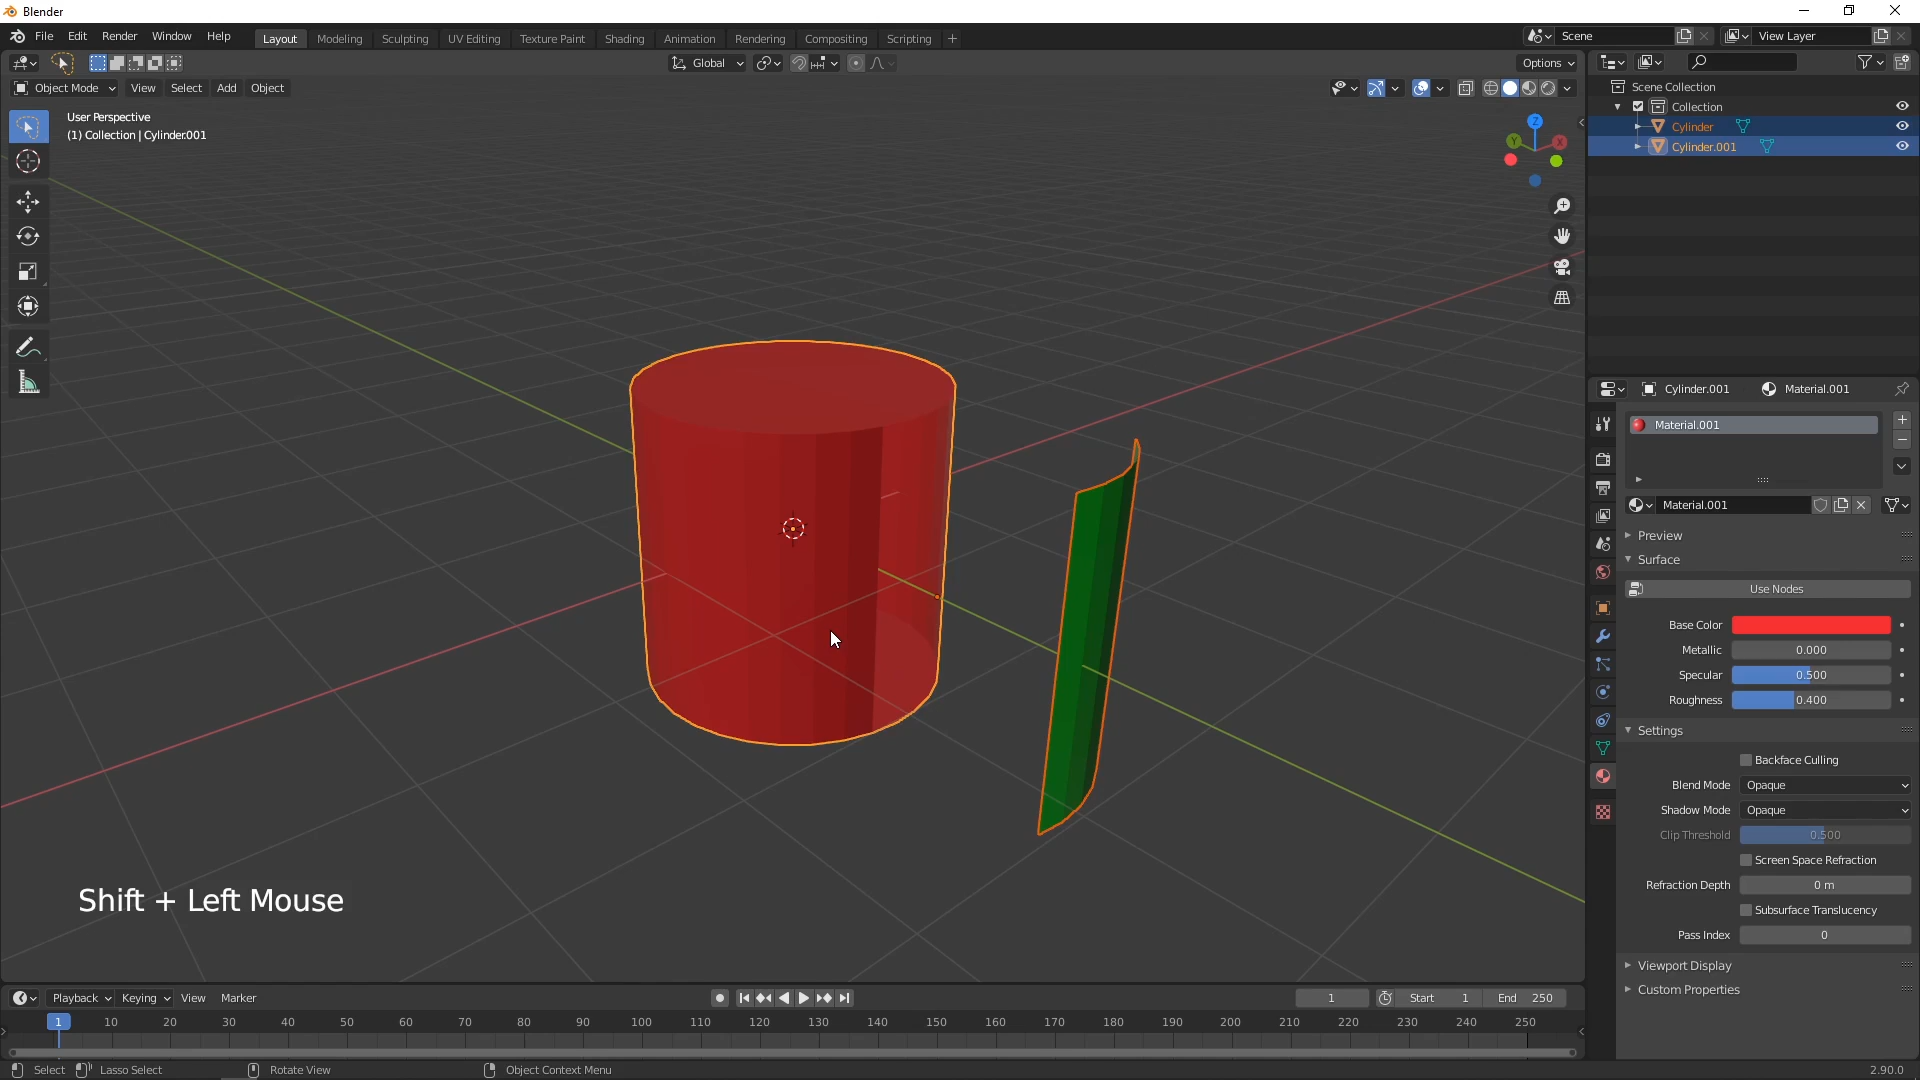 Blender
File Edit Render Window Help Layout Modeling Sculpting UV Editing Texture Paint Shading Animation Rendering Compositing Scripting + Scene View Layer
Global Options
Object Mode View Select Add Object
User Perspective
(1) Collection | Cylinder.001
Z
Y X
Scene Collection
Collection
Cylinder
Cylinder.001
Cylinder.001 Material.001
Material.001
Material.001
Preview
Surface
Use Nodes
Base Color
Metallic 0.000
Specular 0.500
Roughness 0.400
Settings
Backface Culling
Blend Mode Opaque
Shadow Mode Opaque
Clip Threshold 0.500
Screen Space Refraction
Refraction Depth 0 m
Subsurface Translucency
Pass Index 0
Viewport Display
Custom Properties
Shift + Left Mouse
Playback Keying View Marker 1 Start 1 End 250
1 10 20 30 40 50 60 70 80 90 100 110 120 130 140 150 160 170 180 190 200 210 220 230 240 250
Select Lasso Select Rotate View Object Context Menu 2.90.0